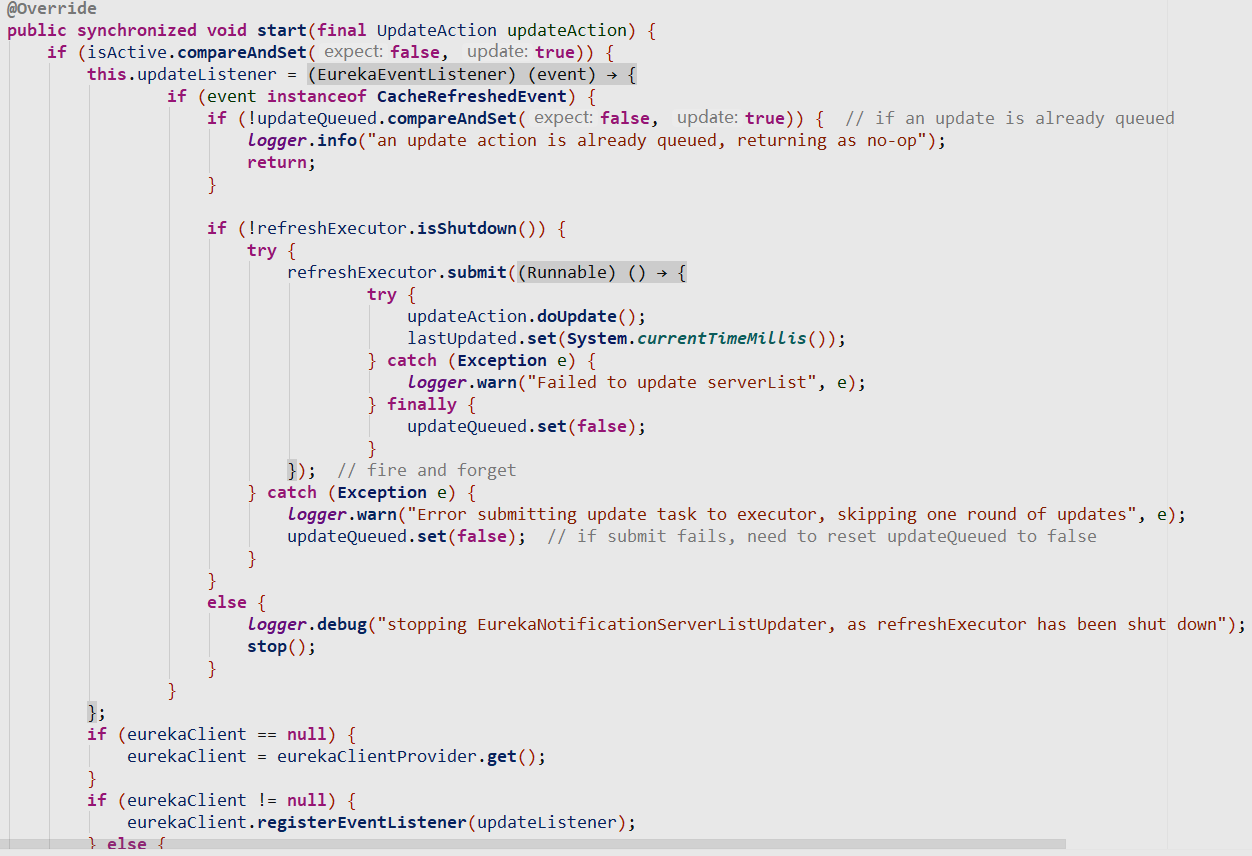 @Override
public synchronized void start(final UpdateAction updateAction) {
    if (isActive.compareAndSet( expect: false,  update: true)) {
        this.updateListener = (EurekaEventListener) (event) → {
                if (event instanceof CacheRefreshedEvent) {
                    if (!updateQueued.compareAndSet( expect: false,  update: true)) {  // if an update is already queued
                        logger.info("an update action is already queued, returning as no-op");
                        return;
                    }

                    if (!refreshExecutor.isShutdown()) {
                        try {
                            refreshExecutor.submit((Runnable) () → {
                                    try {
                                        updateAction.doUpdate();
                                        lastUpdated.set(System.currentTimeMillis());
                                    } catch (Exception e) {
                                        logger.warn("Failed to update serverList", e);
                                    } finally {
                                        updateQueued.set(false);
                                    }
                            });  // fire and forget
                        } catch (Exception e) {
                            logger.warn("Error submitting update task to executor, skipping one round of updates", e);
                            updateQueued.set(false);  // if submit fails, need to reset updateQueued to false
                        }
                    }
                    else {
                        logger.debug("stopping EurekaNotificationServerListUpdater, as refreshExecutor has been shut down");
                        stop();
                    }
                }
        };
        if (eurekaClient == null) {
            eurekaClient = eurekaClientProvider.get();
        }
        if (eurekaClient != null) {
            eurekaClient.registerEventListener(updateListener);
        } else {